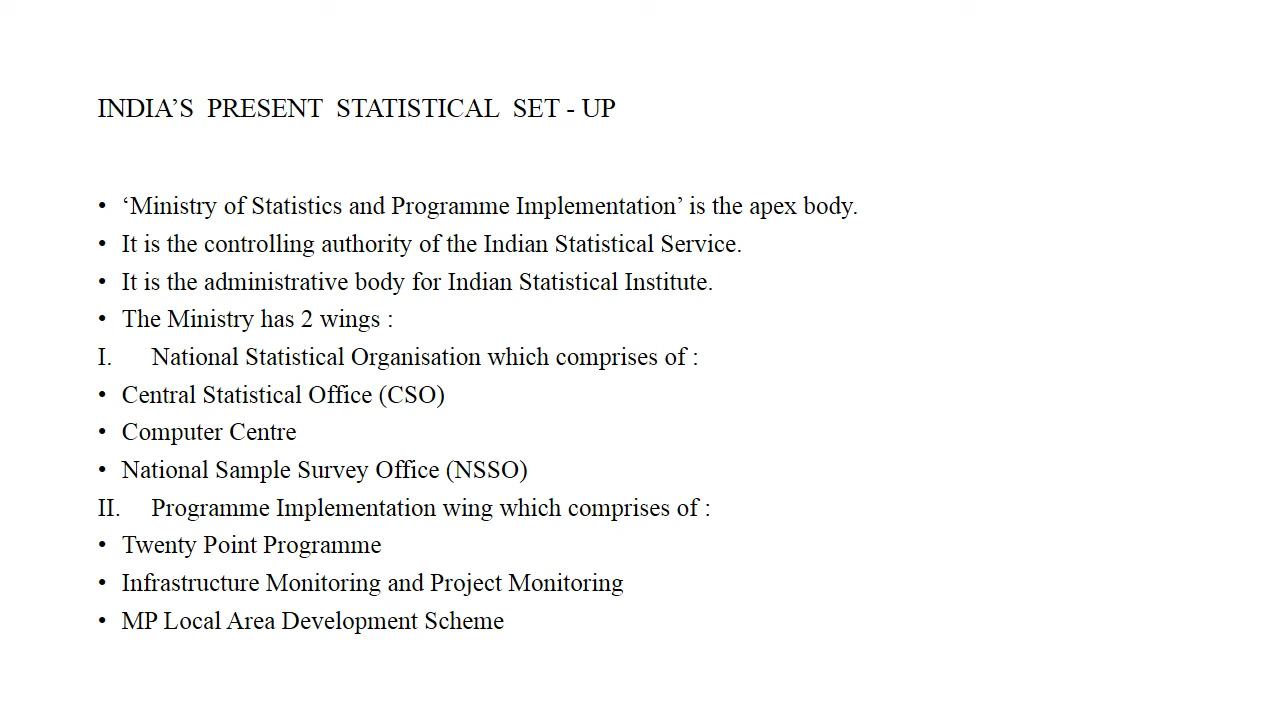 INDIA’S PRESENT STATISTICAL SET - UP
• ‘Ministry of Statistics and Programme Implementation’ is the apex body.
• It is the controlling authority of the Indian Statistical Service.
• It is the administrative body for Indian Statistical Institute.
• The Ministry has 2 wings :
I. National Statistical Organisation which comprises of :
• Central Statistical Office (CSO)
• Computer Centre
• National Sample Survey Office (NSSO)
II. Programme Implementation wing which comprises of :
• Twenty Point Programme
• Infrastructure Monitoring and Project Monitoring
• MP Local Area Development Scheme